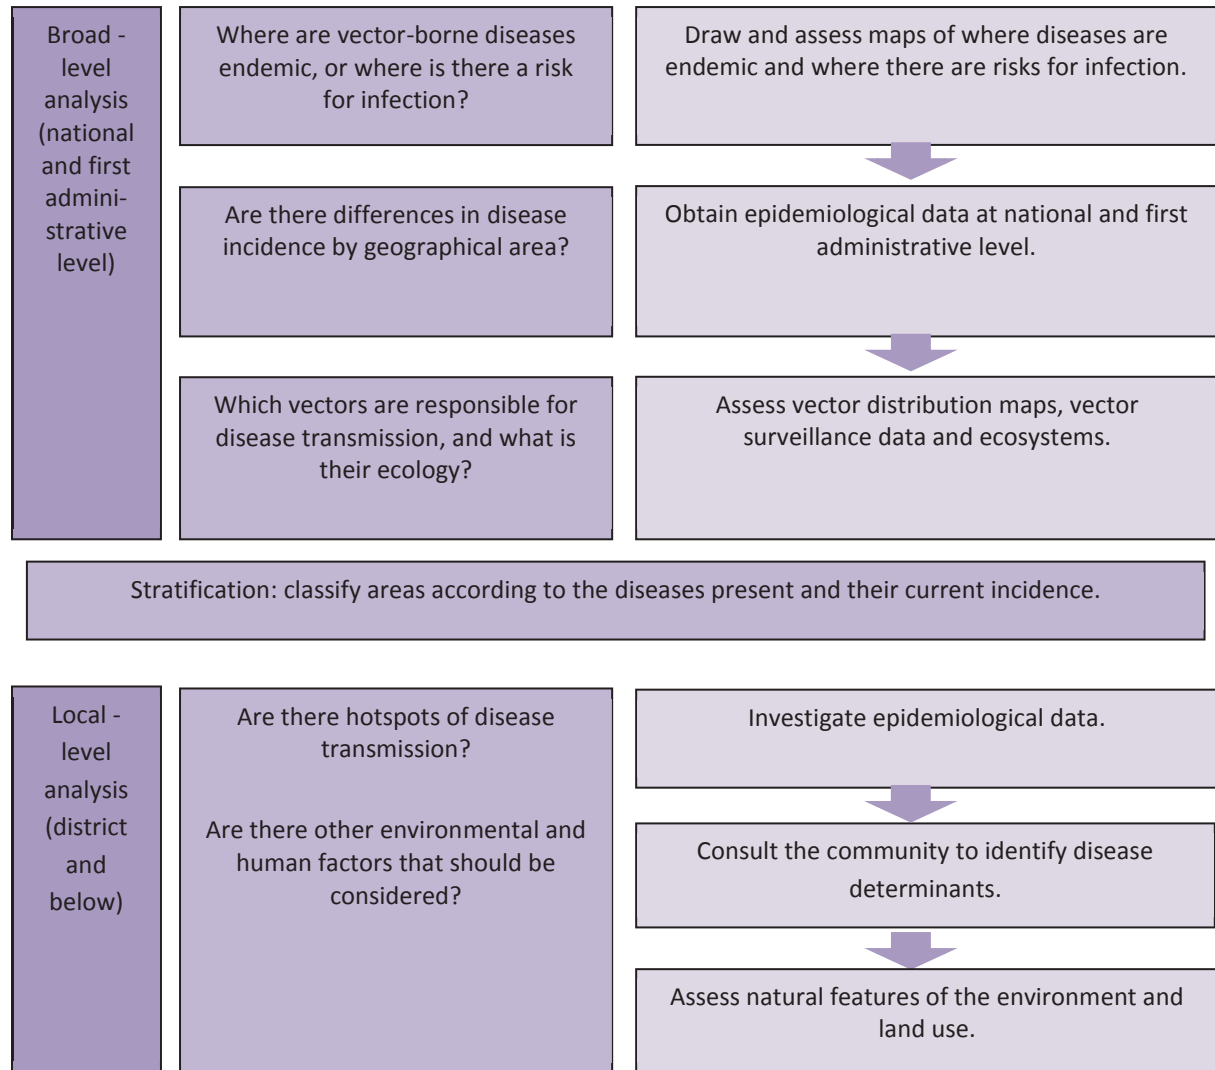 Broad -
level
analysis
(national
and first
admini-
strative
level)
Where are vector-borne diseases
endemic, or where is there a risk
for infection?
Draw and assess maps of where diseases are
endemic and where there are risks for infection.
Are there differences in disease
incidence by geographical area?
Obtain epidemiological data at national and first
administrative level.
Which vectors are responsible for
disease transmission, and what is
their ecology?
Assess vector distribution maps, vector
surveillance data and ecosystems.
Stratification: classify areas according to the diseases present and their current incidence.
Local -
level
analysis
(district
and
below)
Are there hotspots of disease
transmission?
Are there other environmental and
human factors that should be
considered?
Investigate epidemiological data.
Consult the community to identify disease
determinants.
Assess natural features of the environment and
land use.